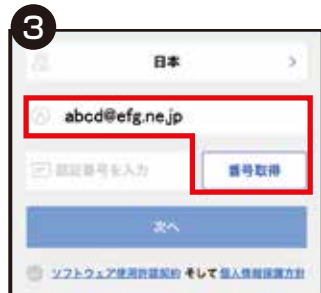 3
日本
abcd@efg.ne.jp
認証番号を入力 番号取得
次へ
ソフトウェア使用許諾契約 そして 個人情報保護方針